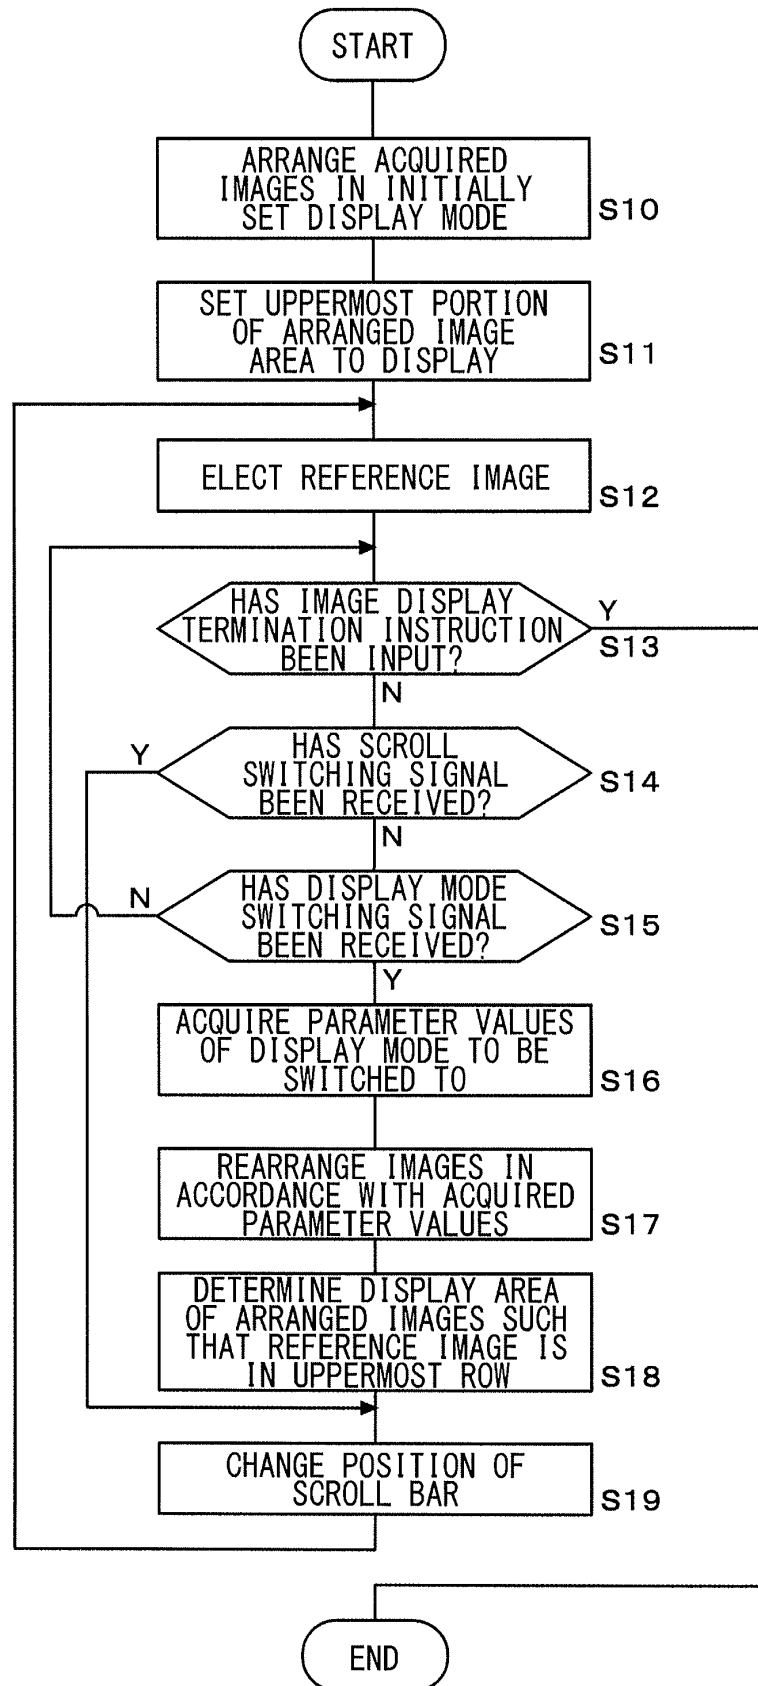 START
ARRANGE ACQUIRED
IMAGES IN INITIALLY
SET DISPLAY MODE
S10
SET UPPERMOST PORTION
OF ARRANGED IMAGE
AREA TO DISPLAY
S11
ELECT REFERENCE IMAGE
S12
HAS IMAGE DISPLAY
TERMINATION INSTRUCTION
BEEN INPUT?
Y
S13
N
HAS SCROLL
SWITCHING SIGNAL
BEEN RECEIVED?
Y
S14
N
HAS DISPLAY MODE
SWITCHING SIGNAL
BEEN RECEIVED?
N
S15
Y
ACQUIRE PARAMETER VALUES
OF DISPLAY MODE TO BE
SWITCHED TO
S16
REARRANGE IMAGES IN
ACCORDANCE WITH ACQUIRED
PARAMETER VALUES
S17
DETERMINE DISPLAY AREA
OF ARRANGED IMAGES SUCH
THAT REFERENCE IMAGE IS
IN UPPERMOST ROW
S18
CHANGE POSITION OF
SCROLL BAR
S19
END